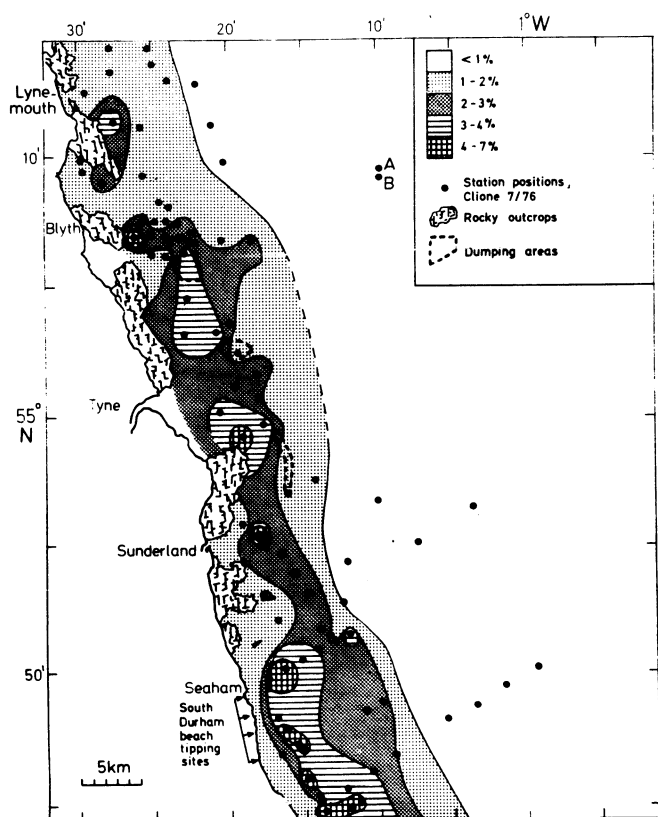 30' 20' 10' 1°W
Lyne-
mouth
10'
Blyth
Tyne
55°
N
Sunderland
50'
Seaham
South
Durham
beach
tipping
sites
5km
<1%
1-2%
2-3%
3-4%
4-7%
A
B
Station positions,
Clione 7/76
Rocky outcrops
Dumping areas